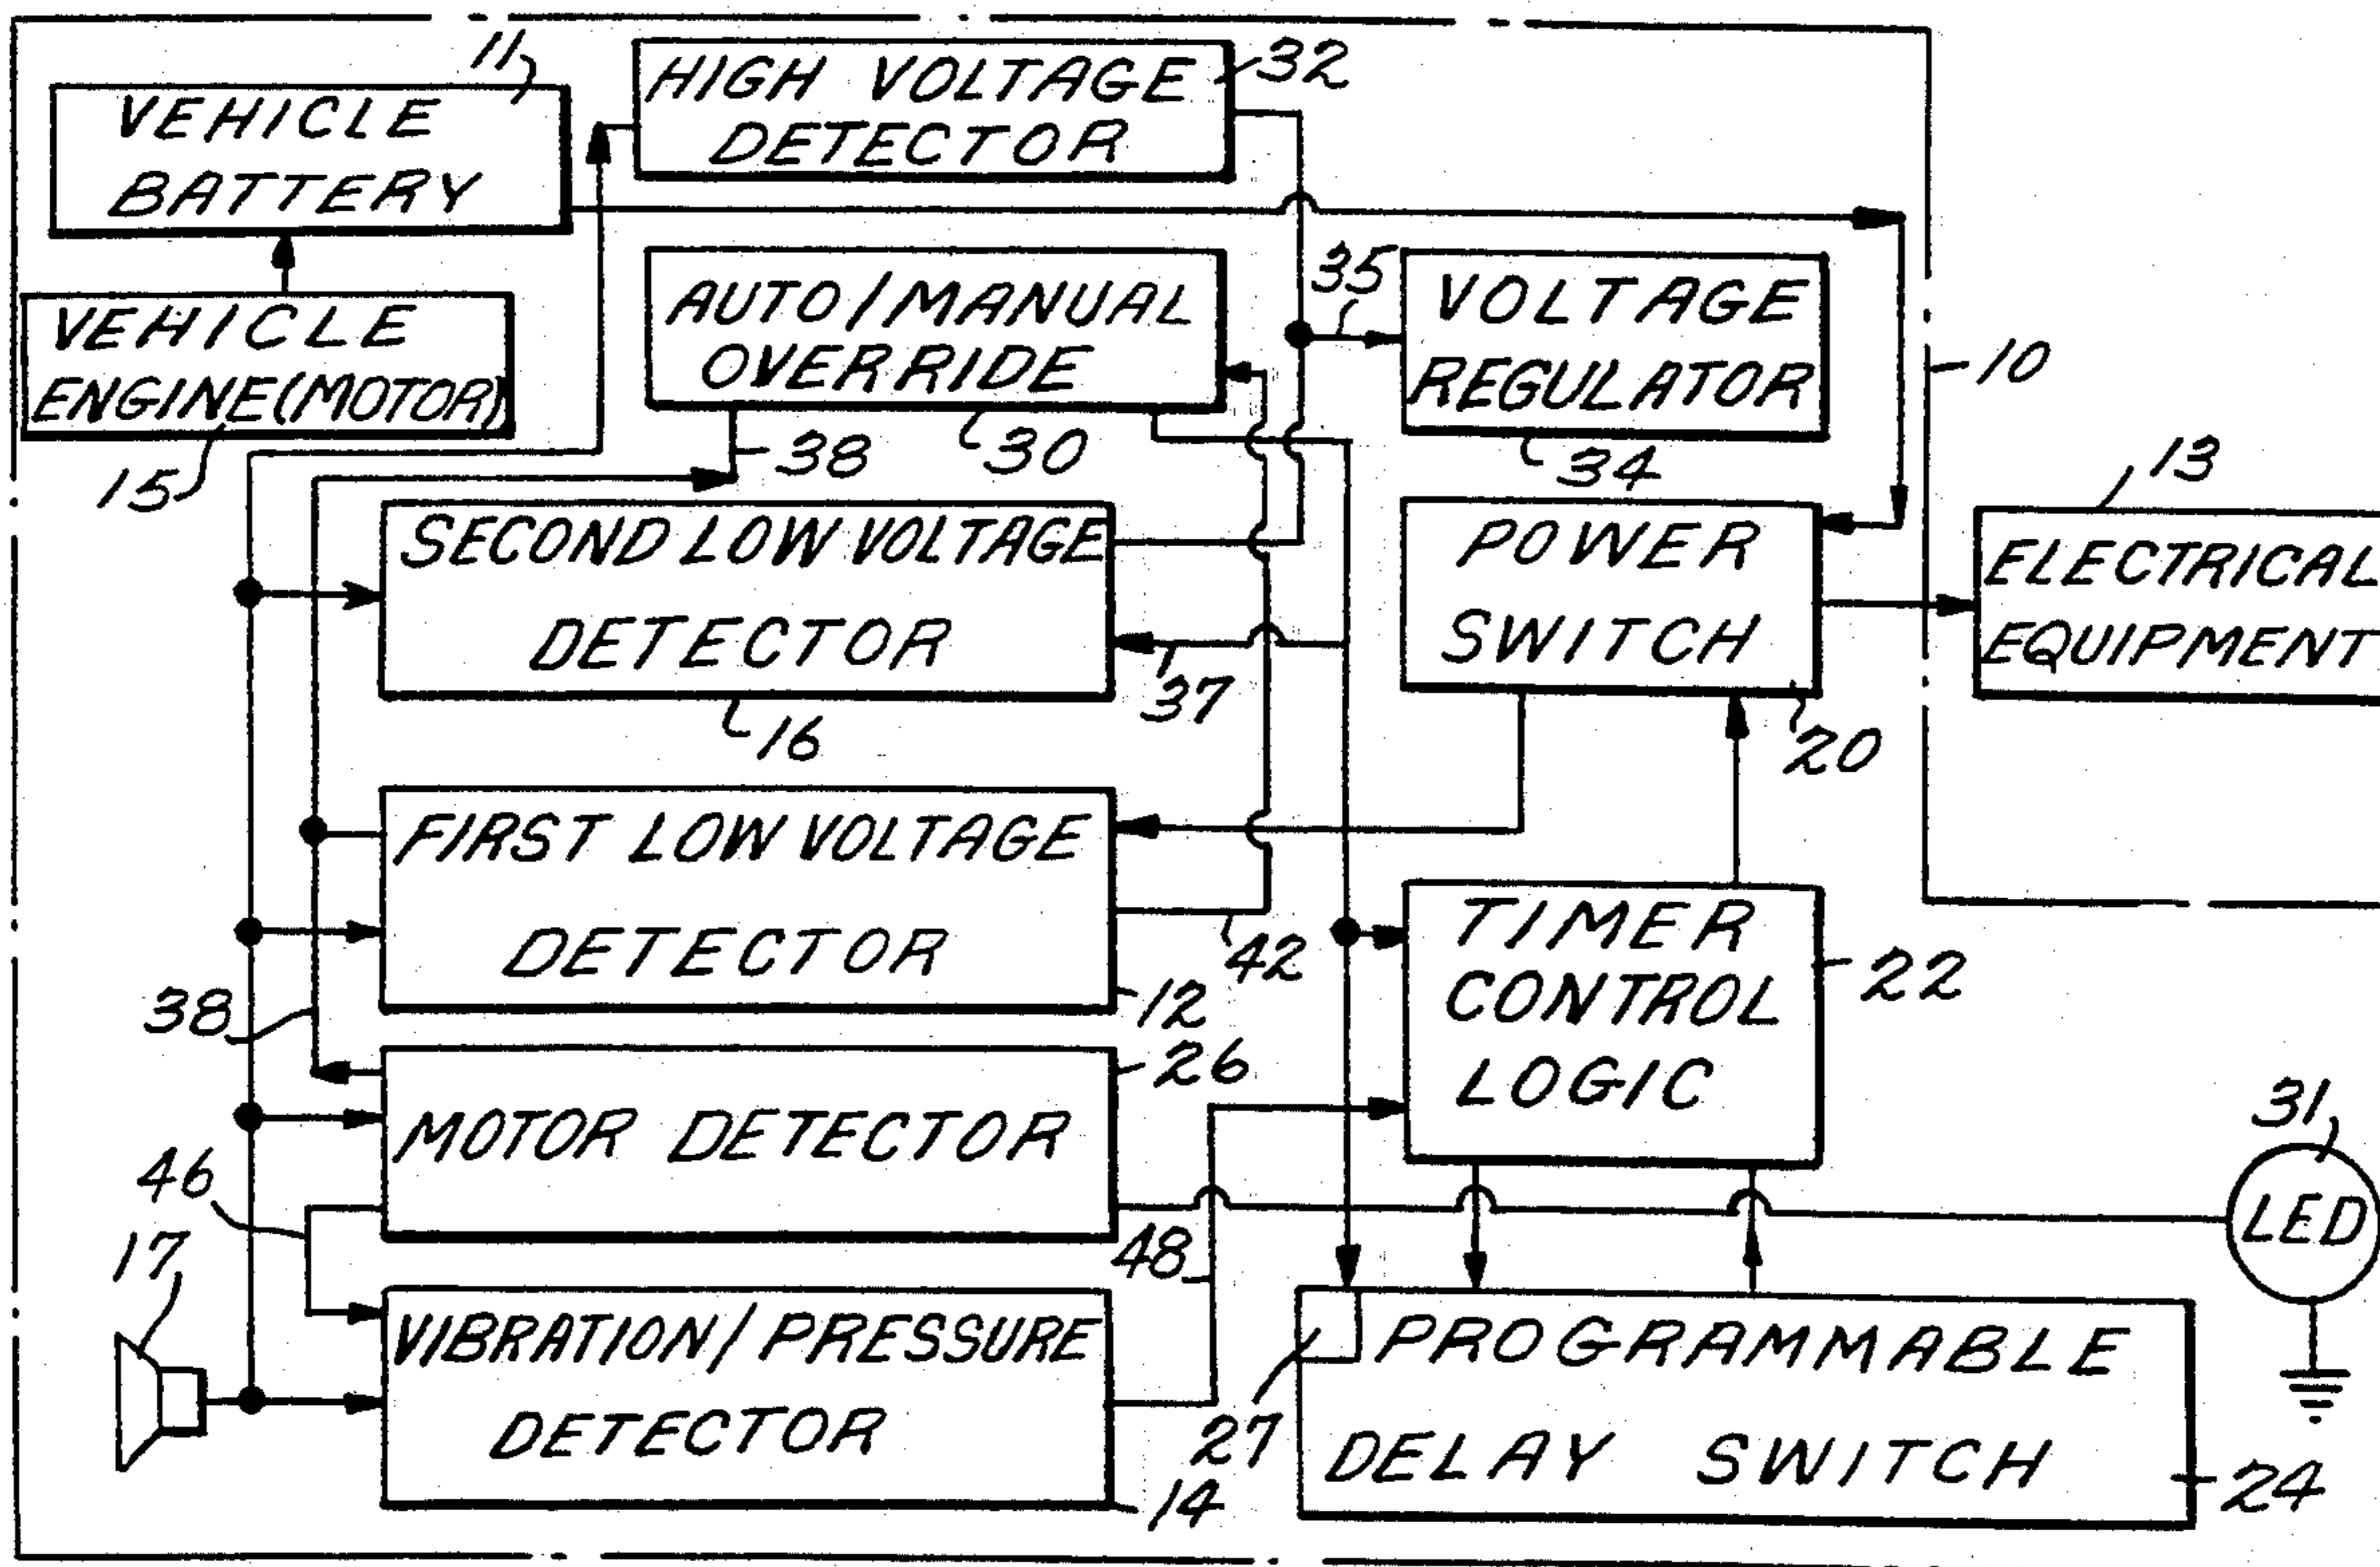 11
VEHICLE
BATTERY
HIGH VOLTAGE
DETECTOR
32
VEHICLE
ENGINE(MOTOR)
15
AUTO/MANUAL
OVERRIDE
38
30
35
VOLTAGE
REGULATOR
34
10
13
SECOND LOW VOLTAGE
DETECTOR
16
37
POWER
SWITCH
20
ELECTRICAL
EQUIPMENT
FIRST LOW VOLTAGE
DETECTOR
12
42
38
TIMER
CONTROL
LOGIC
22
26
MOTOR DETECTOR
46
17
48
31
LED
VIBRATION/PRESSURE
DETECTOR
14
27
PROGRAMMABLE
DELAY SWITCH
24